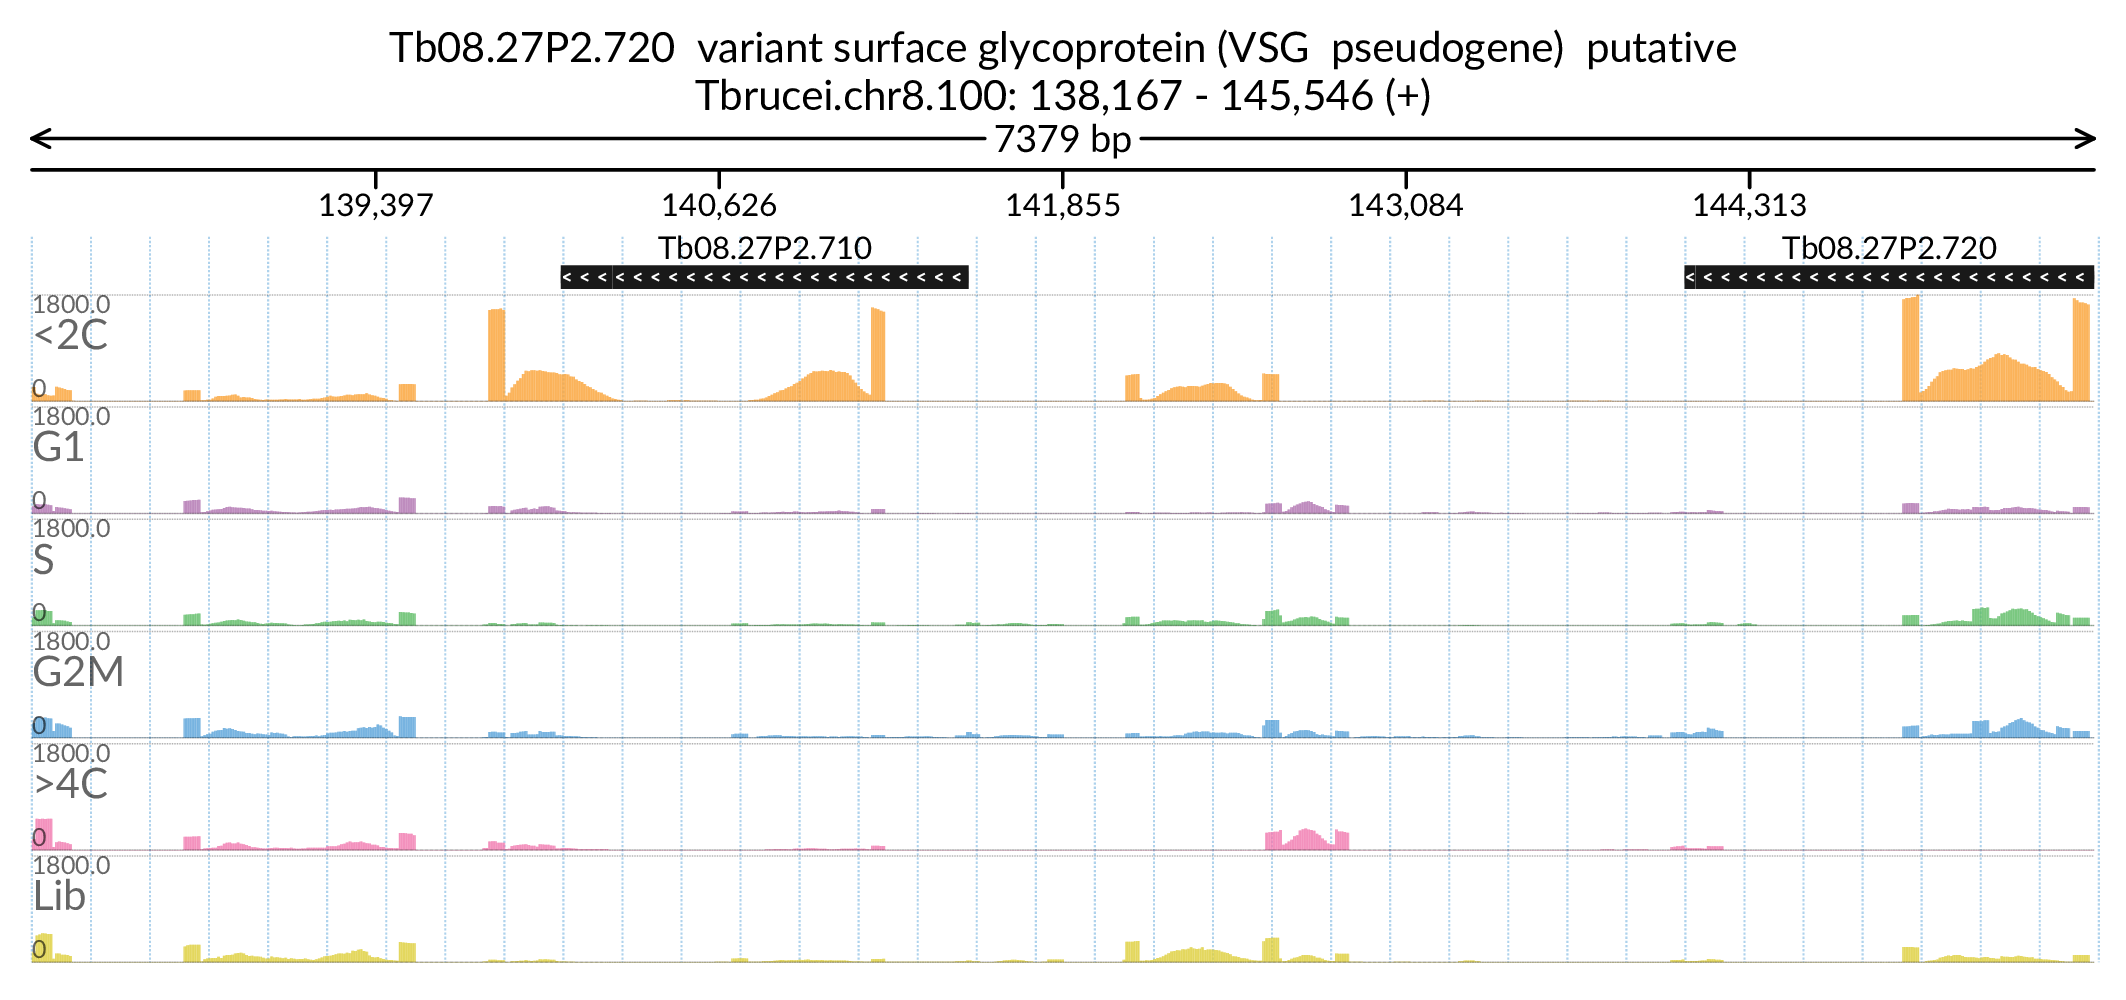 Tb08.27P2.720 variant surface glycoprotein (VSG pseudogene) putative
Tbrucei.chr8.100: 138,167 - 145,546 (+)
7379 bp
139,397 140,626 141,855 143,084 144,313
Tb08.27P2.710 Tb08.27P2.720
1800.0
<2C
0
1800.0
G1
0
1800.0
S
0
1800.0
G2M
0
1800.0
>4C
0
1800.0
Lib
0